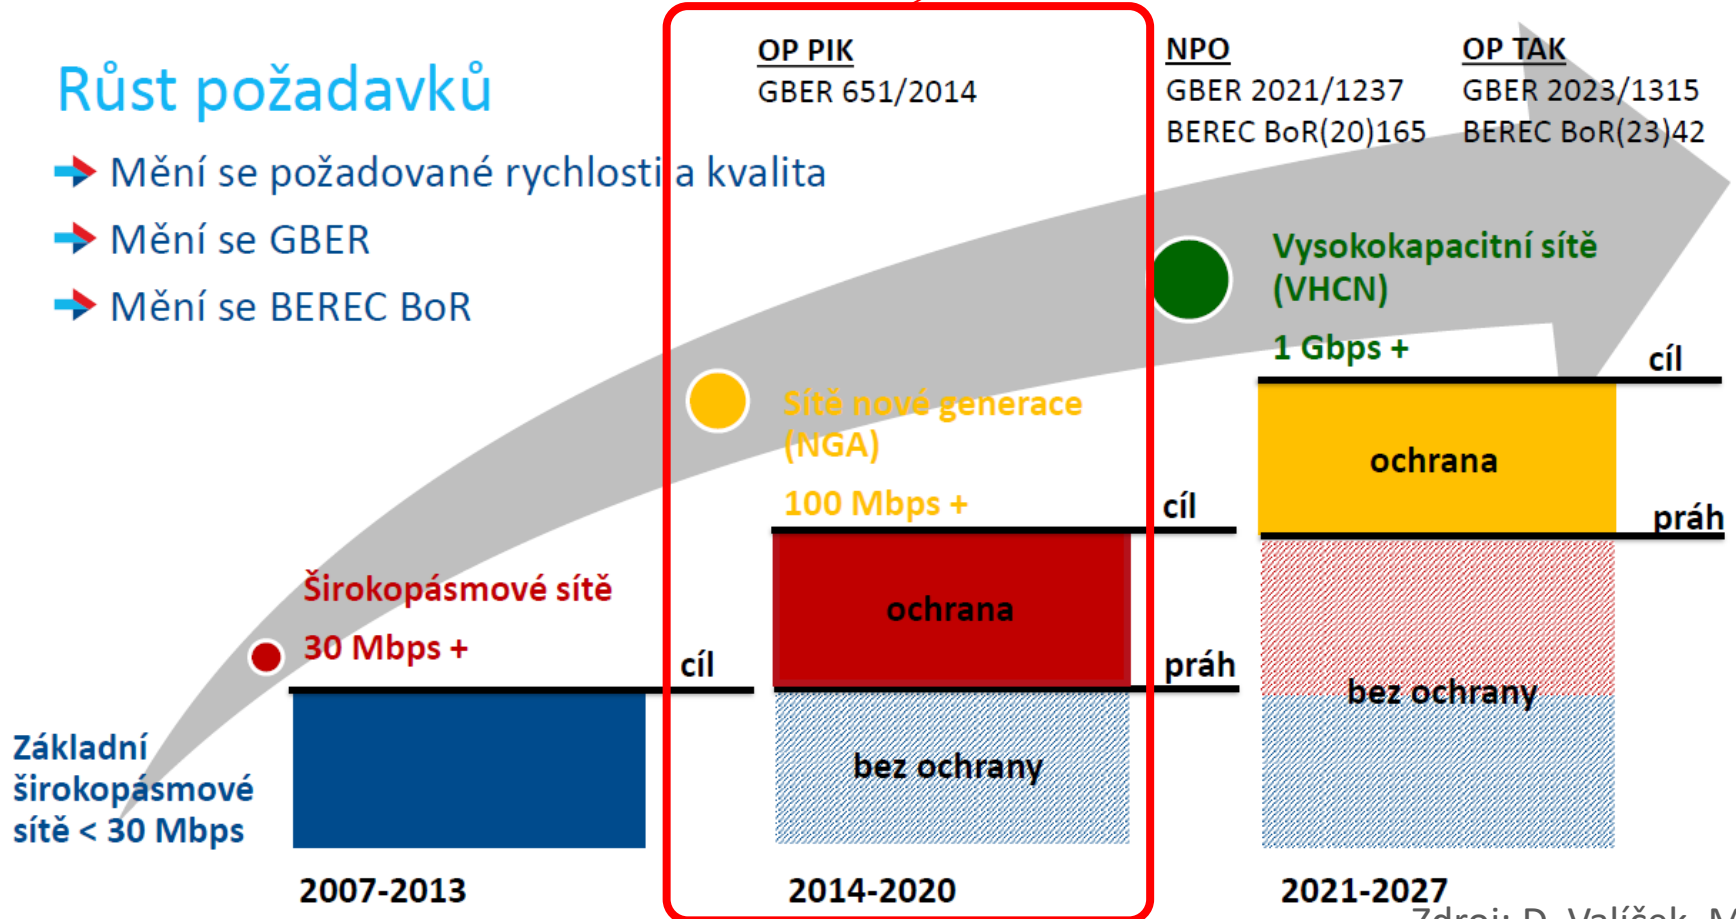 Růst požadavků
Mění se požadované rychlosti a kvalita
Mění se GBER
Mění se BEREC BoR
OP PIK
GBER 651/2014
NPO
GBER 2021/1237
BEREC BoR(20)165
OP TAK
GBER 2023/1315
BEREC BoR(23)42
Vysokokapacitní sítě
(VHCN)
1 Gbps +
cíl
ochrana
práh
bez ochrany
Sítě nové generace
(NGA)
100 Mbps +
cíl
ochrana
práh
bez ochrany
Širokopásmové sítě
30 Mbps +
cíl
Základní
širokopásmové
sítě < 30 Mbps
2007-2013
2014-2020
2021-2027
Zdroj: D. Valíček, M